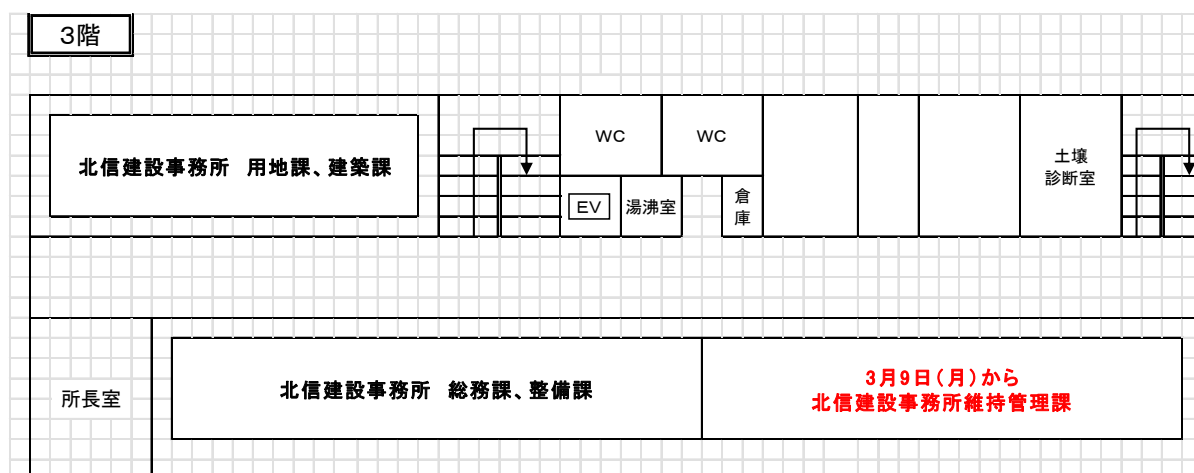 3階
北信建設事務所　用地課、建築課
WC
WC
EV
湯沸室
倉
庫
土壌
診断室
所長室
北信建設事務所　総務課、整備課
3月9日（月）から
北信建設事務所維持管理課